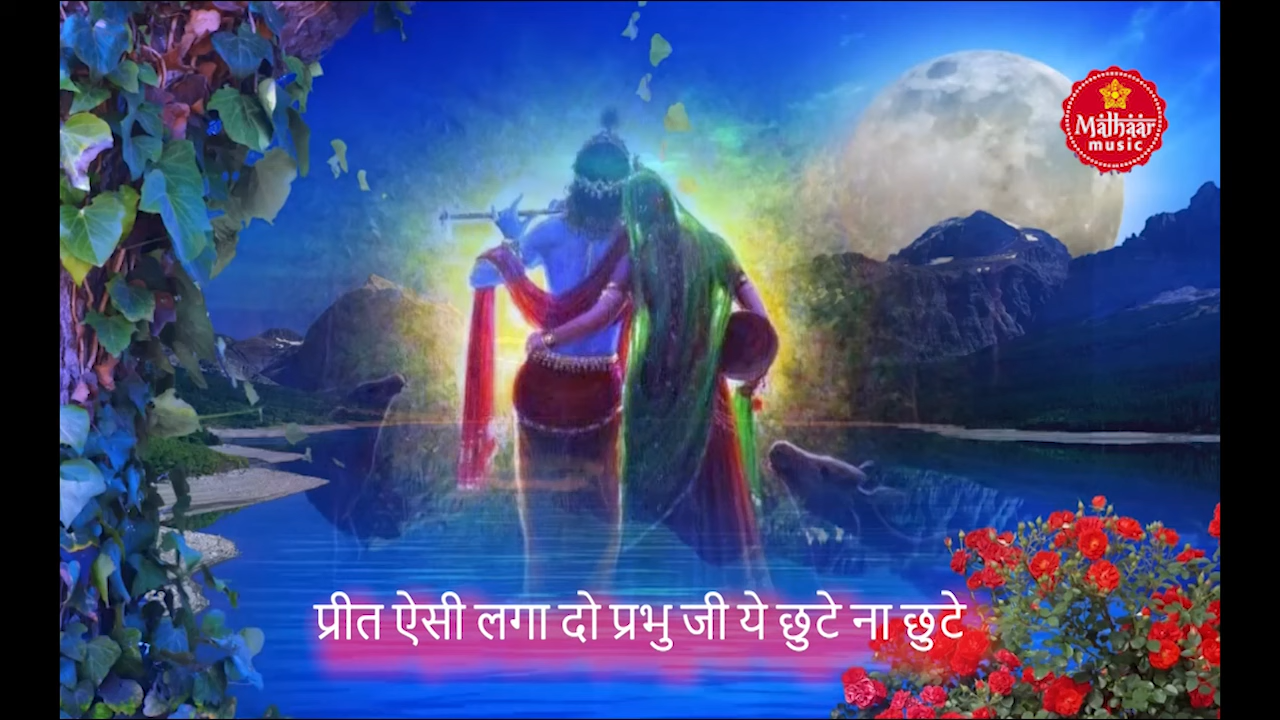 Malhaar
music
प्रीत ऐसी लगा दो प्रभु जी ये छुटे ना छुटे